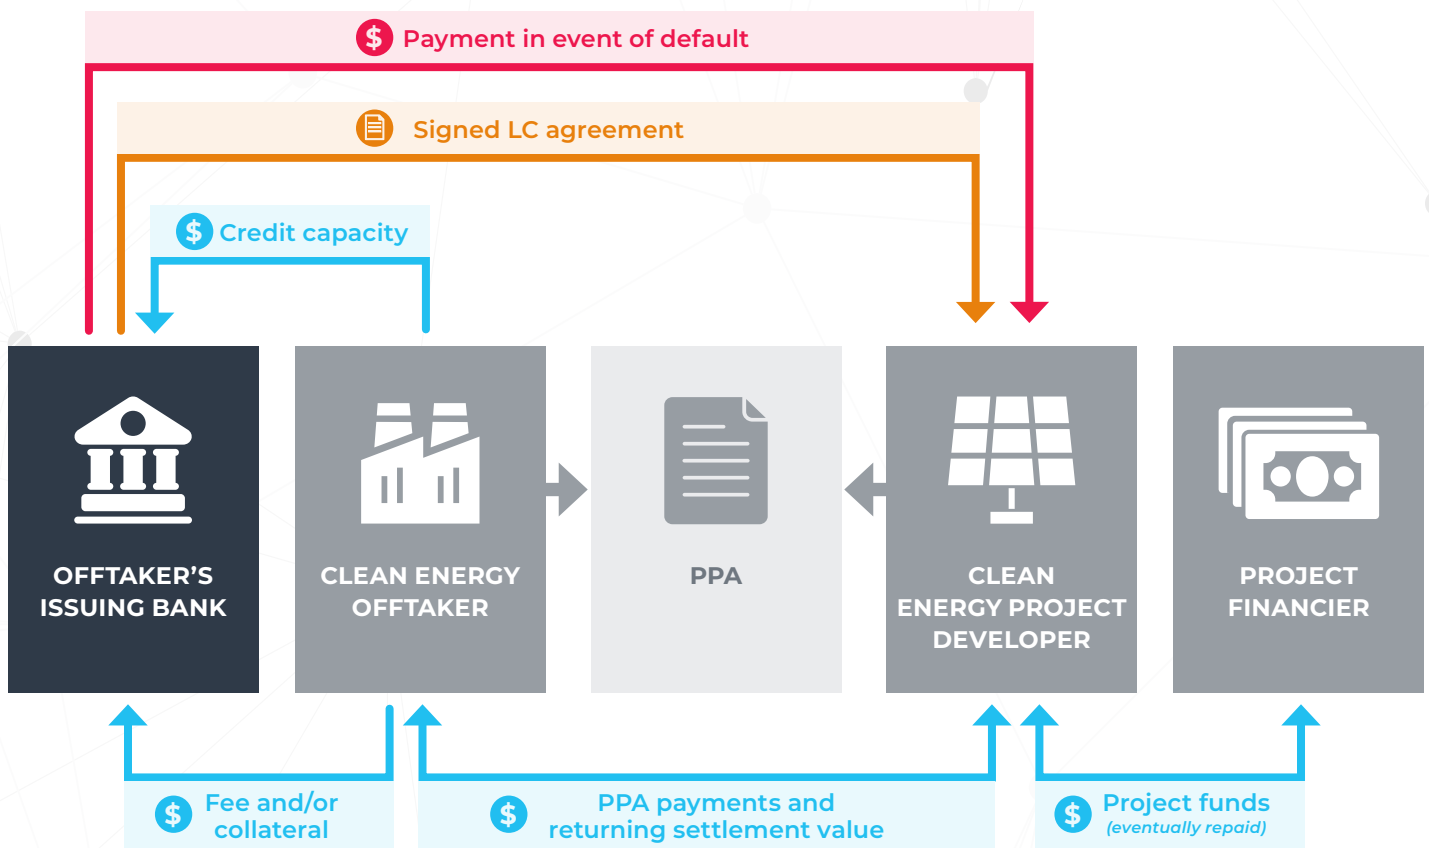 Payment in event of default
Signed LC agreement
Credit capacity
OFFTAKER’S
ISSUING BANK
CLEAN ENERGY
OFFTAKER
PPA
CLEAN
ENERGY PROJECT
DEVELOPER
PROJECT
FINANCIER
Fee and/or
collateral
PPA payments and
returning settlement value
Project funds
(eventually repaid)